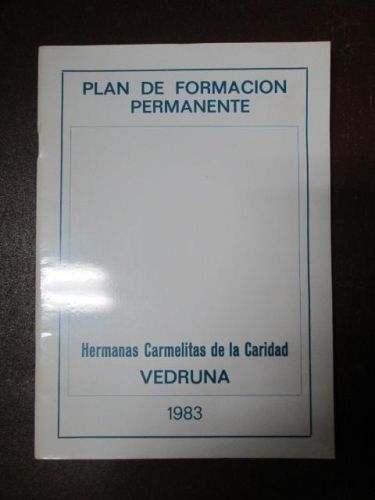 PLAN DE FORMACION
PERMANENTE
Hermanas Carmelitas de la Caridad
VEDRUNA
1983